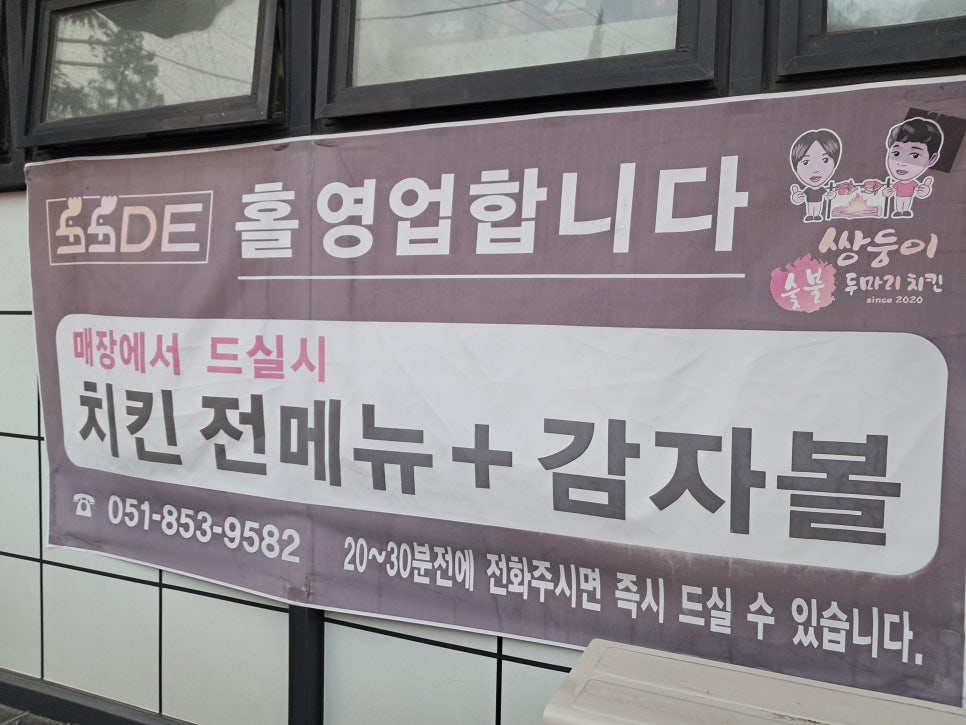 DE 홀 영업합니다
쌍둥이
숯불 두마리 치킨
since 2020
매장에서 드실시
치킨 전메뉴 + 감자볼
☎ 051-853-9582
20~30분전에 전화주시면 즉시 드실 수 있습니다.